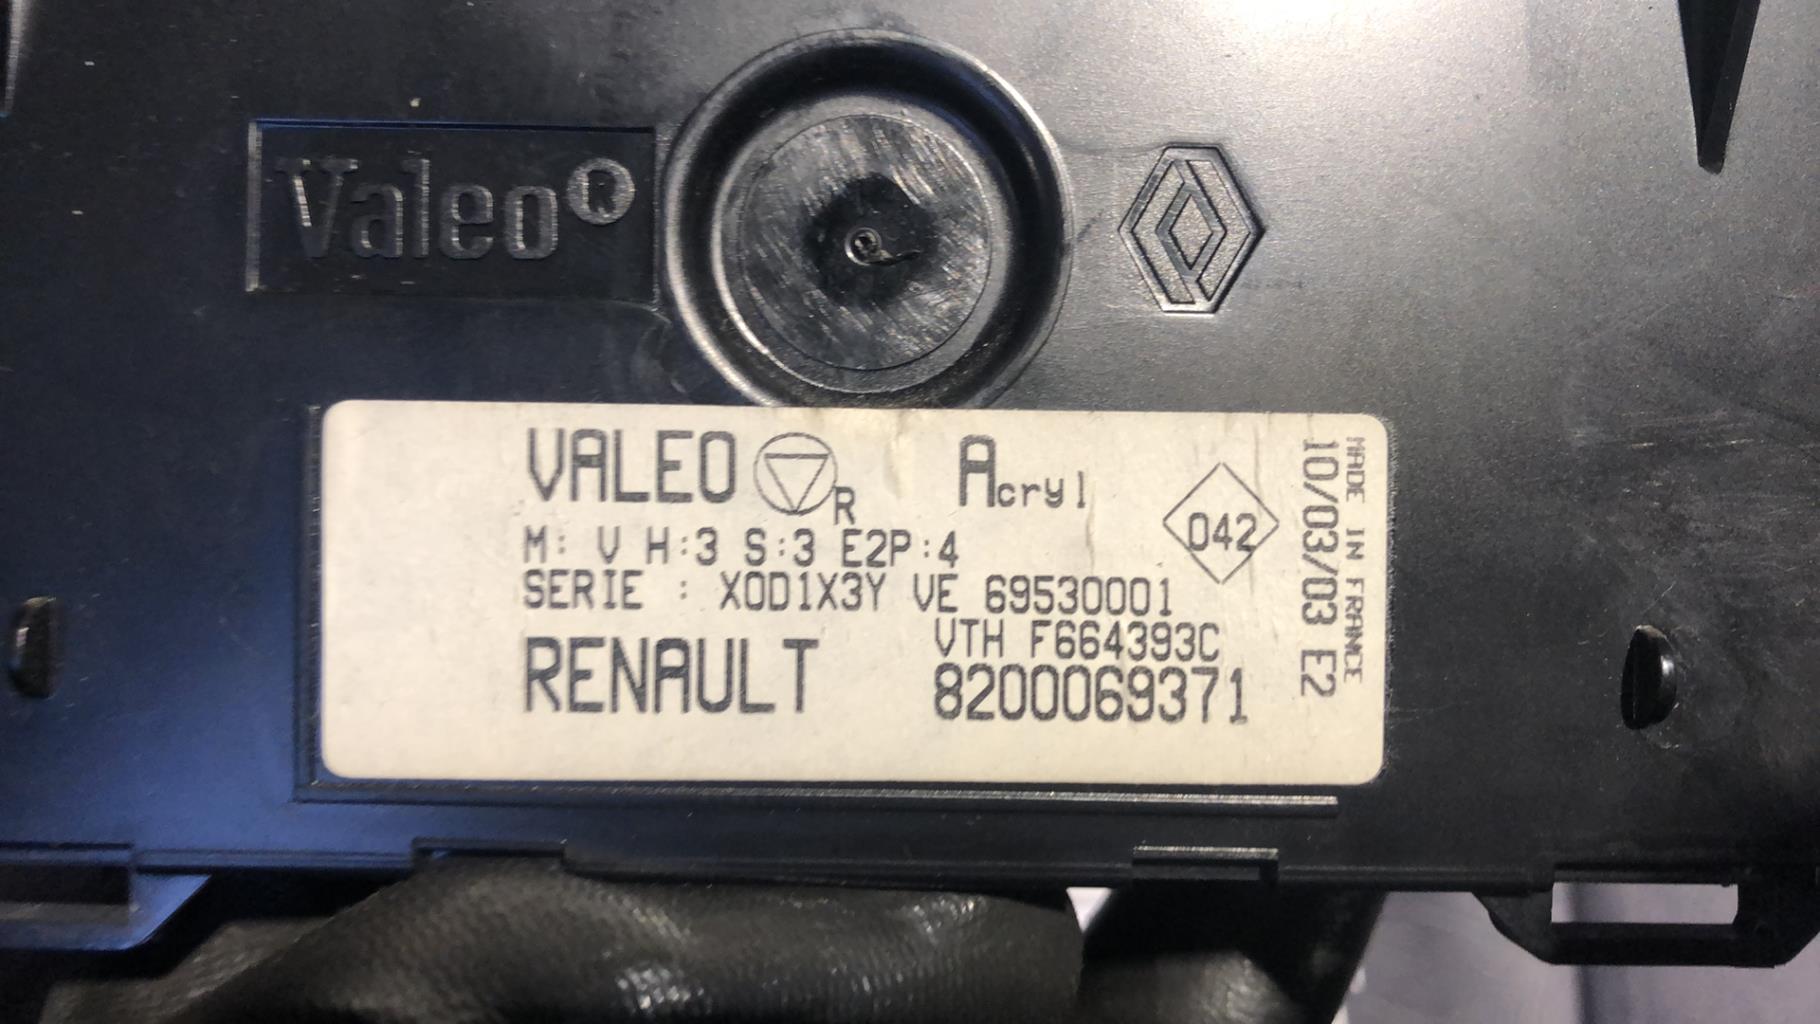 Valeo®
VALEO R Acryl
M: V H:3 S:3 E2P:4
042
SERIE : X0D1X3Y VE 69530001
VTH F664393C
RENAULT 8200069371
MADE IN FRANCE
10/03/03 E2